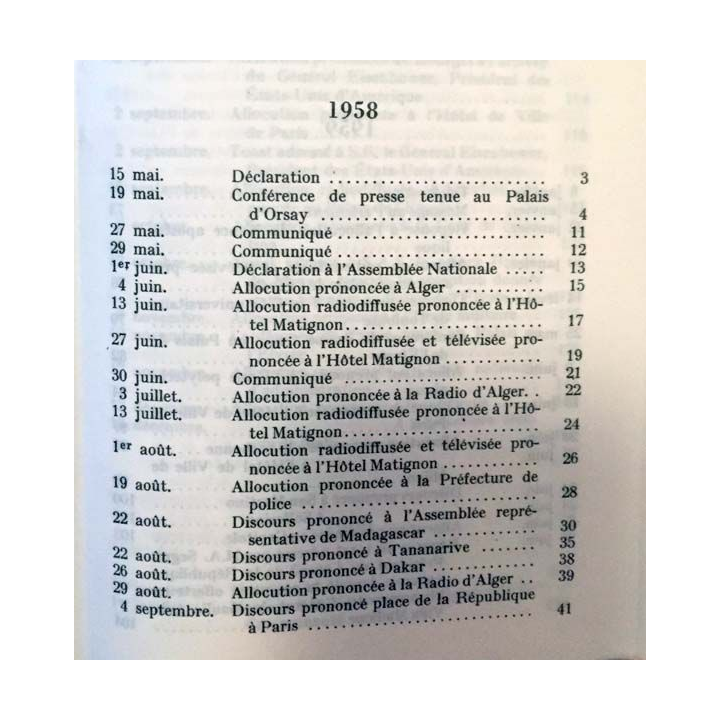 1958
15 mai. Déclaration .......................... 3
19 mai. Conférence de presse tenue au Palais
d'Orsay ........................... 4
27 mai. Communiqué ........................ 11
29 mai. Communiqué ........................ 12
1er juin. Déclaration à l'Assemblée Nationale ..... 13
4 juin. Allocution prononcée à Alger ........... 15
13 juin. Allocution radiodiffusée prononcée à l'Hô-
tel Matignon........................ 17
27 juin. Allocution radiodiffusée et télévisée pro-
noncée à l'Hôtel Matignon ............ 19
30 juin. Communiqué ........................ 21
3 juillet. Allocution prononcée à la Radio d'Alger. . 22
13 juillet. Allocution radiodiffusée prononcée à l'Hô-
tel Matignon........................ 24
1er août. Allocution radiodiffusée et télévisée pro-
noncée à l'Hôtel Matignon ............ 26
19 août. Allocution prononcée à la Préfecture de
police ............................. 28
22 août. Discours prononcé à l'Assemblée repré-
sentative de Madagascar ............. 30
22 août. Discours prononcé à Tananarive ....... 35
26 août. Discours prononcé à Dakar ............. 38
29 août. Allocution prononcée à la Radio d'Alger . . 39
4 septembre. Discours prononcé place de la République
à Paris ............................ 41